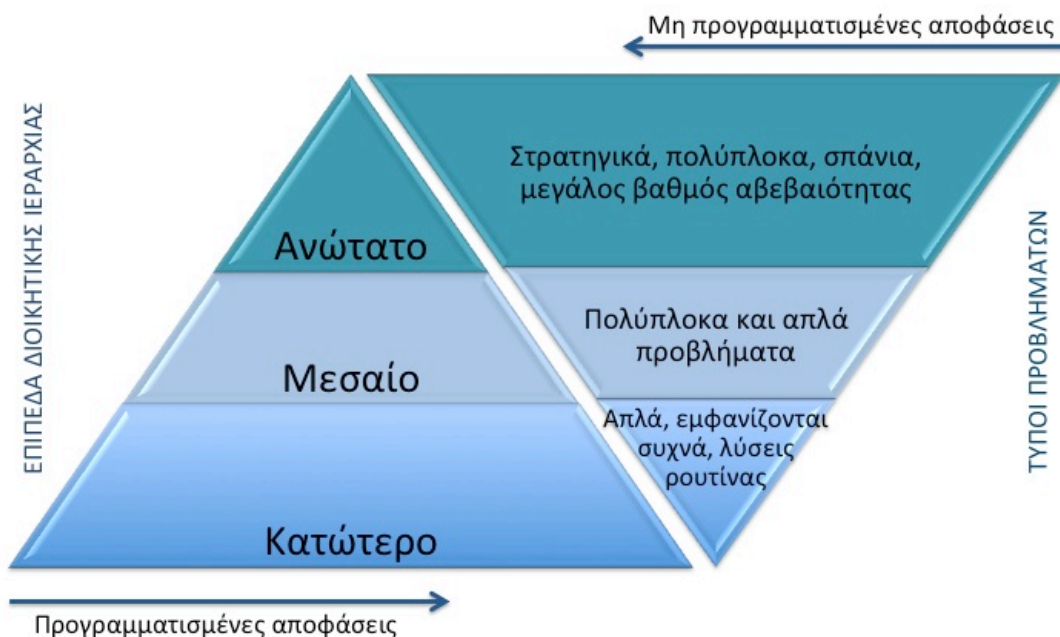 Μη προγραμματισμένες αποφάσεις
ΕΠΙΠΕΔΑ ΔΙΟΙΚΗΤΙΚΗΣ ΙΕΡΑΡΧΙΑΣ
Ανώτατο
Μεσαίο
Κατώτερο
Στρατηγικά, πολύπλοκα, σπάνια,
μεγάλος βαθμός αβεβαιότητας
Πολύπλοκα και απλά
προβλήματα
Απλά, εμφανίζονται
συχνά, λύσεις
ρουτίνας
ΤΥΠΟΙ ΠΡΟΒΛΗΜΑΤΩΝ
Προγραμματισμένες αποφάσεις